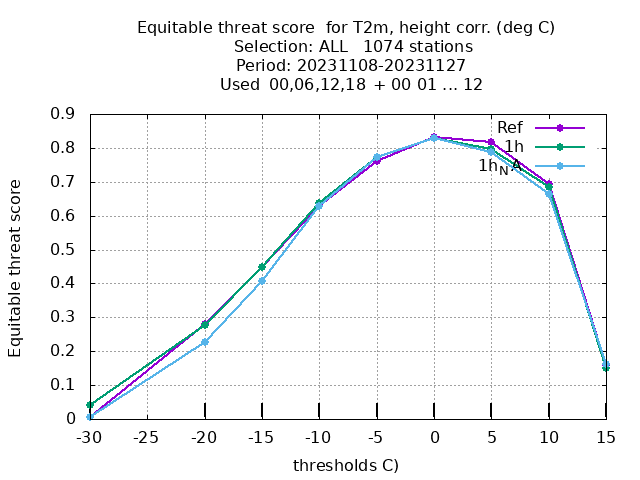 Equitable threat score  for T2m, height corr. (deg C)
Selection: ALL   1074 stations
Period: 20231108-20231127
Used  00,06,12,18  + 00 01 ... 12
Equitable threat score
0.9
0.8
0.7
0.6
0.5
0.4
0.3
0.2
0.1
0
Ref
1h
1h_NA
-30 -25 -20 -15 -10 -5 0 5 10 15
thresholds C)